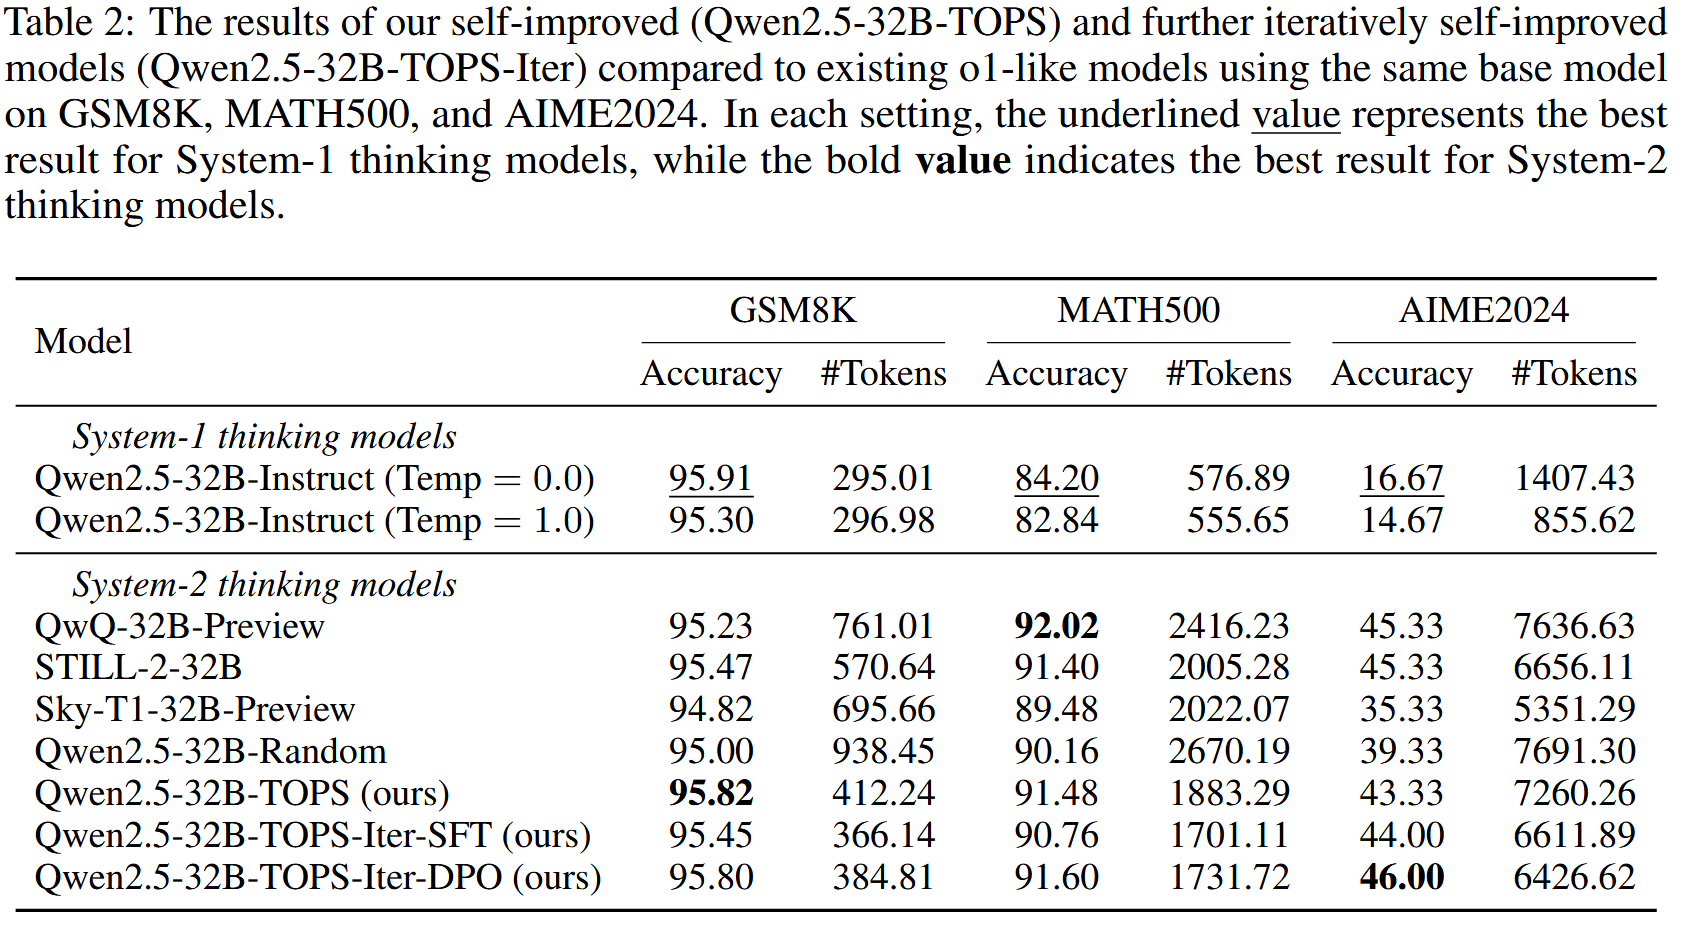 Table 2: The results of our self-improved (Qwen2.5-32B-TOPS) and further iteratively self-improved
models (Qwen2.5-32B-TOPS-Iter) compared to existing o1-like models using the same base model
on GSM8K, MATH500, and AIME2024. In each setting, the underlined value represents the best
result for System-1 thinking models, while the bold value indicates the best result for System-2
thinking models.
Model GSM8K MATH500 AIME2024
Accuracy #Tokens Accuracy #Tokens Accuracy #Tokens
System-1 thinking models
Qwen2.5-32B-Instruct (Temp = 0.0) 95.91 295.01 84.20 576.89 16.67 1407.43
Qwen2.5-32B-Instruct (Temp = 1.0) 95.30 296.98 82.84 555.65 14.67 855.62
System-2 thinking models
QwQ-32B-Preview 95.23 761.01 92.02 2416.23 45.33 7636.63
STILL-2-32B 95.47 570.64 91.40 2005.28 45.33 6656.11
Sky-T1-32B-Preview 94.82 695.66 89.48 2022.07 35.33 5351.29
Qwen2.5-32B-Random 95.00 938.45 90.16 2670.19 39.33 7691.30
Qwen2.5-32B-TOPS (ours) 95.82 412.24 91.48 1883.29 43.33 7260.26
Qwen2.5-32B-TOPS-Iter-SFT (ours) 95.45 366.14 90.76 1701.11 44.00 6611.89
Qwen2.5-32B-TOPS-Iter-DPO (ours) 95.80 384.81 91.60 1731.72 46.00 6426.62